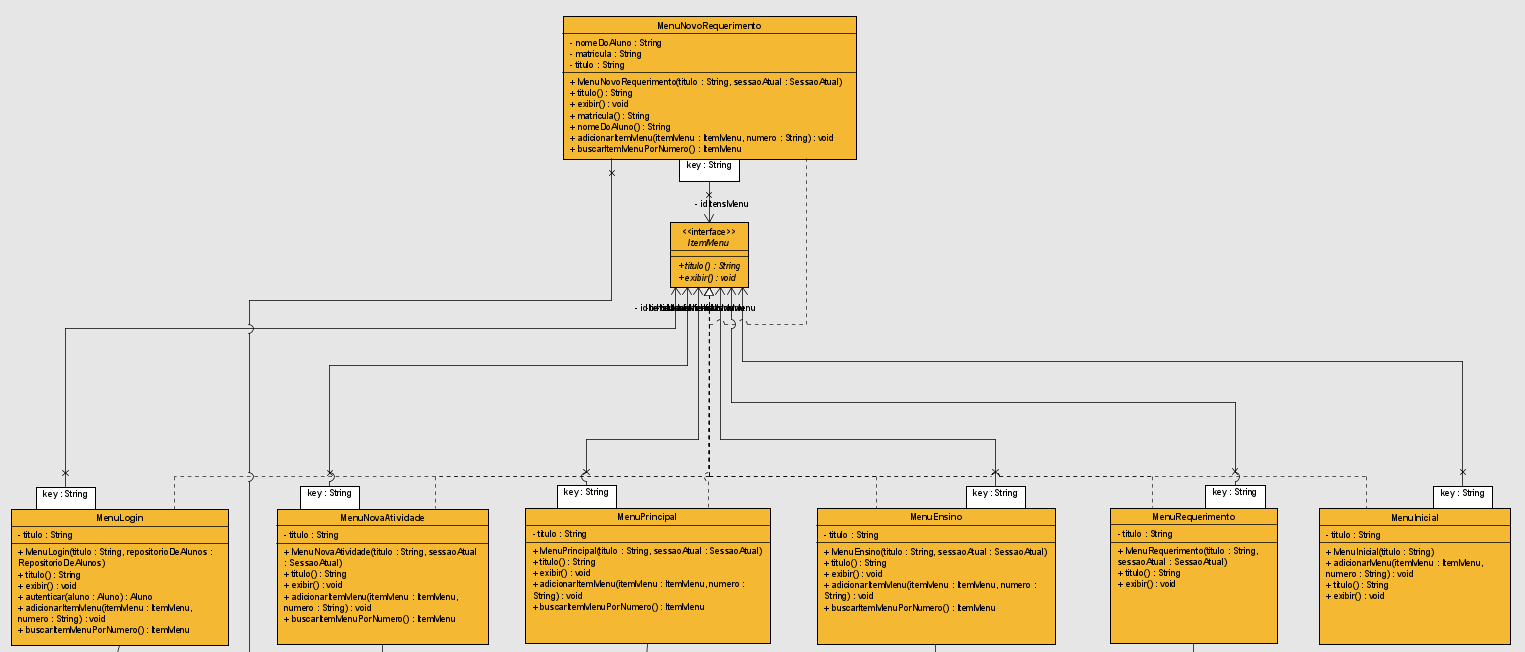 MenuNovoRequerimento
- nomeDoAluno : String
- matricula : String
- titulo : String
+ MenuNovoRequerimento(titulo : String, sessaoAtual : SessaoAtual)
+ titulo() : String
+ exibir() : void
+ matricula() : String
+ nomeDoAluno() : String
+ adicionarItemMenu(itemMenu : ItemMenu, numero : String) : void
+ buscarItemMenuPorNumero() : ItemMenu
key : String
- idItensMenu
<<interface>>
ItemMenu
+titulo() : String
+exibir() : void
key : String
key : String
key : String
key : String
key : String
key : String
MenuLogin
- titulo : String
+ MenuLogin(titulo : String, repositorioDeAlunos :
RepositorioDeAlunos)
+ titulo() : String
+ exibir() : void
+ autenticar(aluno : Aluno) : Aluno
+ adicionarItemMenu(itemMenu : ItemMenu,
numero : String) : void
+ buscarItemMenuPorNumero() : ItemMenu
MenuNovaAtividade
- titulo : String
+ MenuNovaAtividade(titulo : String, sessaoAtual
: SessaoAtual)
+ titulo() : String
+ exibir() : void
+ adicionarItemMenu(itemMenu : ItemMenu,
numero : String) : void
+ buscarItemMenuPorNumero() : ItemMenu
MenuPrincipal
- titulo : String
+ MenuPrincipal(titulo : String, sessaoAtual : SessaoAtual)
+ titulo() : String
+ exibir() : void
+ adicionarItemMenu(itemMenu : ItemMenu, numero :
String) : void
+ buscarItemMenuPorNumero() : ItemMenu
MenuEnsino
- titulo : String
+ MenuEnsino(titulo : String, sessaoAtual : SessaoAtual)
+ titulo() : String
+ exibir() : void
+ adicionarItemMenu(itemMenu : ItemMenu, numero :
String) : void
+ buscarItemMenuPorNumero() : ItemMenu
MenuRequerimento
- titulo : String
+ MenuRequerimento(titulo : String,
sessaoAtual : SessaoAtual)
+ titulo() : String
+ exibir() : void
MenuInicial
- titulo : String
+ MenuInicial(titulo : String)
+ adicionarMenu(itemMenu : ItemMenu,
numero : String) : void
+ titulo() : String
+ exibir() : void